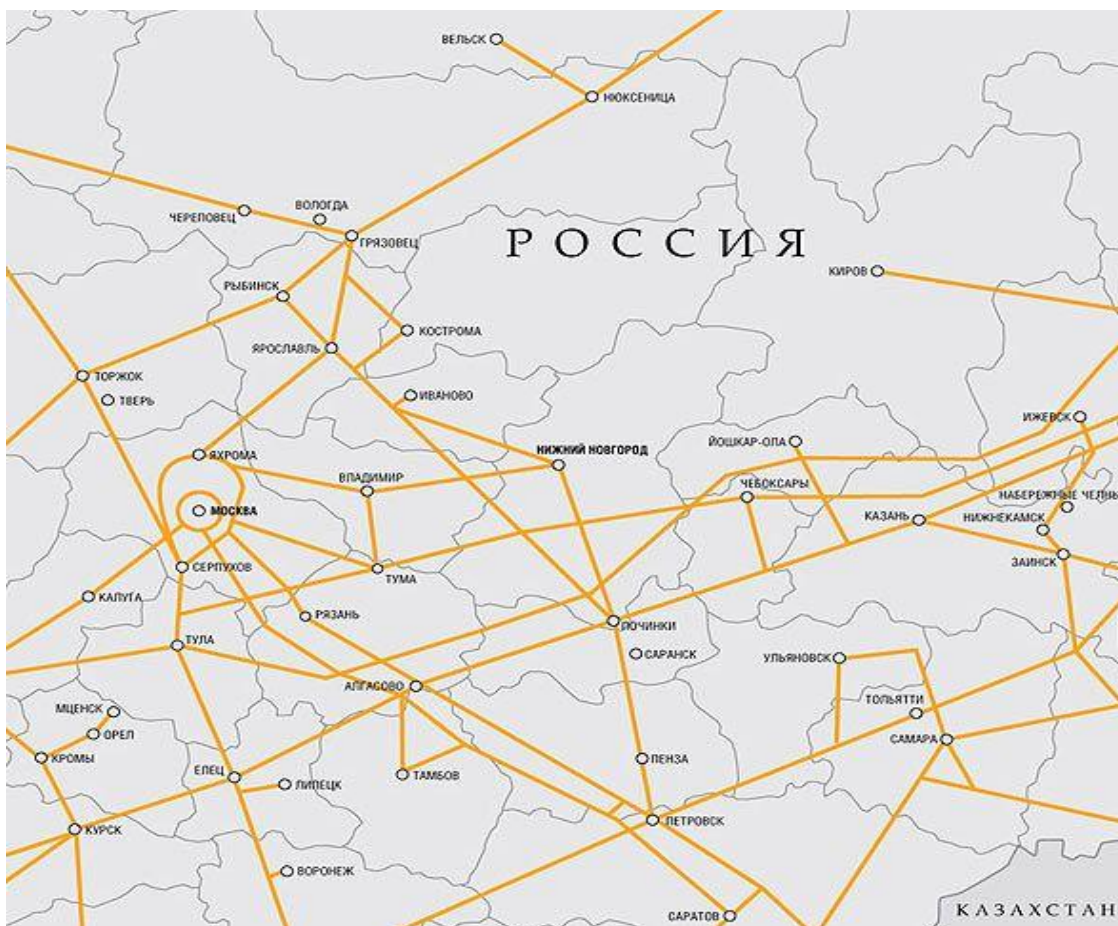 ВЕЛЬСК
НЮКСЕНИЦА
ВОЛОГДА
ЧЕРЕПОВЕЦ
ГРЯЗОВЕЦ
РОССИЯ
КИРОВ
РЫБИНСК
КОСТРОМА
ЯРОСЛАВЛЬ
ТОРЖОК
ТВЕРЬ
ИВАНОВО
ИЖЕВСК
ЯХРОМА
НИЖНИЙ НОВГОРОД
ЙОШКАР-ОЛА
ВЛАДИМИР
ЧЕБОКСАРЫ
НАБЕРЕЖНЫЕ ЧЕЛНЫ
МОСКВА
КАЗАНЬ
НИЖНЕКАМСК
СЕРПУХОВ
ТУМА
ЗАИНСК
КАЛУГА
РЯЗАНЬ
ПОЧИНКИ
ТУЛА
САРАНСК
УЛЬЯНОВСК
АЛГАСОВО
ТОЛЬЯТТИ
МЦЕНСК
ОРЕЛ
САМАРА
КРОМЫ
ПЕНЗА
ЕЛЕЦ
ЛИПЕЦК
ТАМБОВ
КУРСК
ПЕТРОВСК
ВОРОНЕЖ
САРАТОВ
КАЗАХСТАН